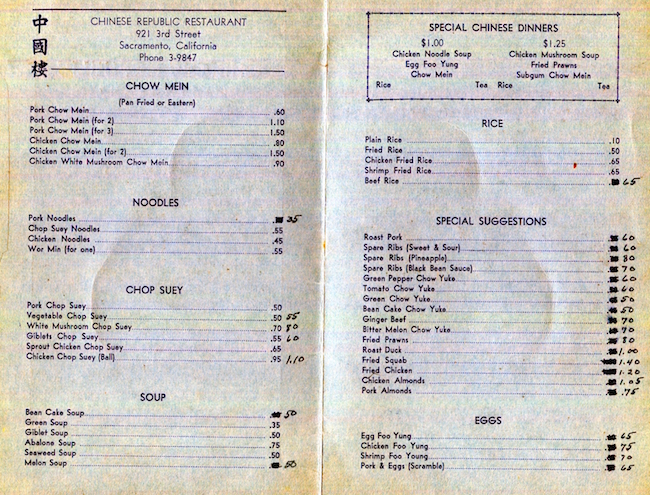 中國樓
CHINESE REPUBLIC RESTAURANT
921 3rd Street
Sacramento, California
Phone 3-9847
CHOW MEIN
(Pan Fried or Eastern)
Pork Chow Mein .60
Pork Chow Mein (for 2) 1.10
Pork Chow Mein (for 3) 1.50
Chicken Chow Mein .80
Chicken Chow Mein (for 2) 1.50
Chicken White Mushroom Chow Mein .90
NOODLES
Pork Noodles 35
Chop Suey Noodles .55
Chicken Noodles .45
Wor Min (for one) .55
CHOP SUEY
Pork Chop Suey .50
Vegetable Chop Suey .50 55
White Mushroom Chop Suey .70 80
Giblets Chop Suey .55 60
Sprout Chicken Chop Suey .65
Chicken Chop Suey (Ball) .95 1.10
SOUP
Bean Cake Soup 50
Green Soup .35
Giblet Soup .50
Abalone Soup .75
Seaweed Soup .50
Melon Soup 50
SPECIAL CHINESE DINNERS
$1.00
Chicken Noodle Soup
Egg Foo Yung
Chow Mein
Rice Tea
$1.25
Chicken Mushroom Soup
Fried Prawns
Subgum Chow Mein
Rice Tea
RICE
Plain Rice .10
Fried Rice .50
Chicken Fried Rice .65
Shrimp Fried Rice .65
Beef Rice 65
SPECIAL SUGGESTIONS
Roast Pork 60
Spare Ribs (Sweet & Sour) 60
Spare Ribs (Pineapple) 80
Spare Ribs (Black Bean Sauce) 70
Green Pepper Chow Yuke 60
Tomato Chow Yuke 60
Green Chow Yuke 50
Bean Cake Chow Yuke 50
Ginger Beef 70
Bitter Melon Chow Yuke 70
Fried Prawns 80
Roast Duck 1.00
Fried Squab 1.40
Fried Chicken 1.20
Chicken Almonds 1.05
Pork Almonds .75
EGGS
Egg Foo Yung 65
Chicken Foo Yung 75
Shrimp Foo Young 70
Pork & Eggs (Scramble) 65